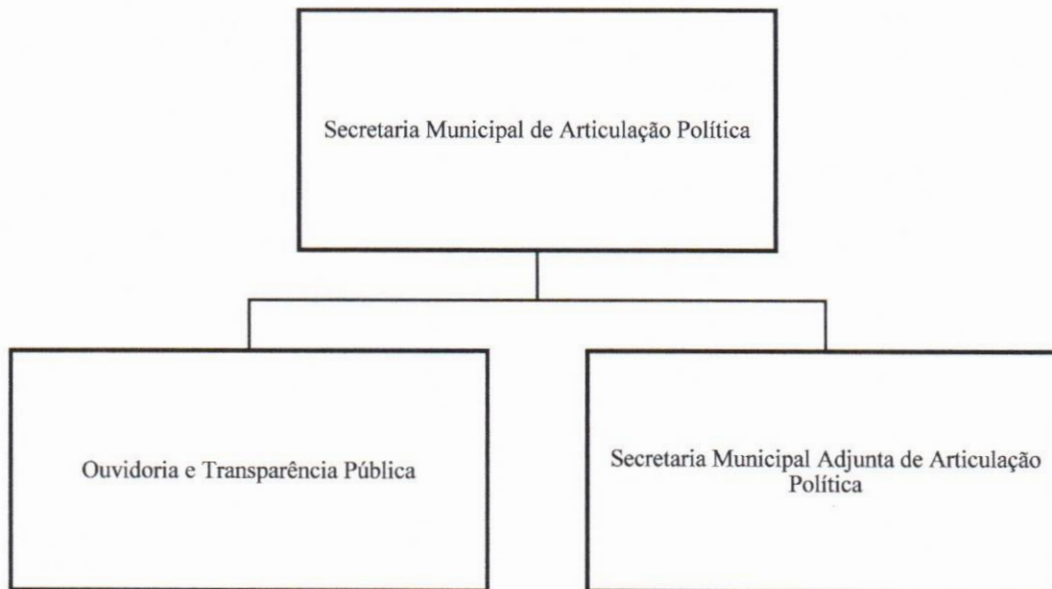 Secretaria Municipal de Articulação Política
Ouvidoria e Transparência Pública
Secretaria Municipal Adjunta de Articulação
Política